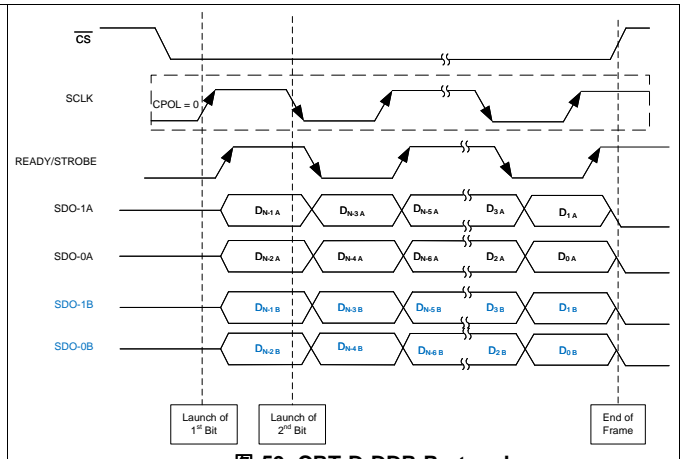 CS
SCLK
CPOL = 0
READY/STROBE
SDO-1A
DN-1 A DN-3 A DN-5 A D3 A D1 A
SDO-0A
DN-2 A DN-4 A DN-6 A D2 A D0 A
SDO-1B
DN-1 B DN-3 B DN-5 B D3 B D1 B
SDO-0B
DN-2 B DN-4 B DN-6 B D2 B D0 B
Launch of
1st Bit
Launch of
2nd Bit
End of
Frame